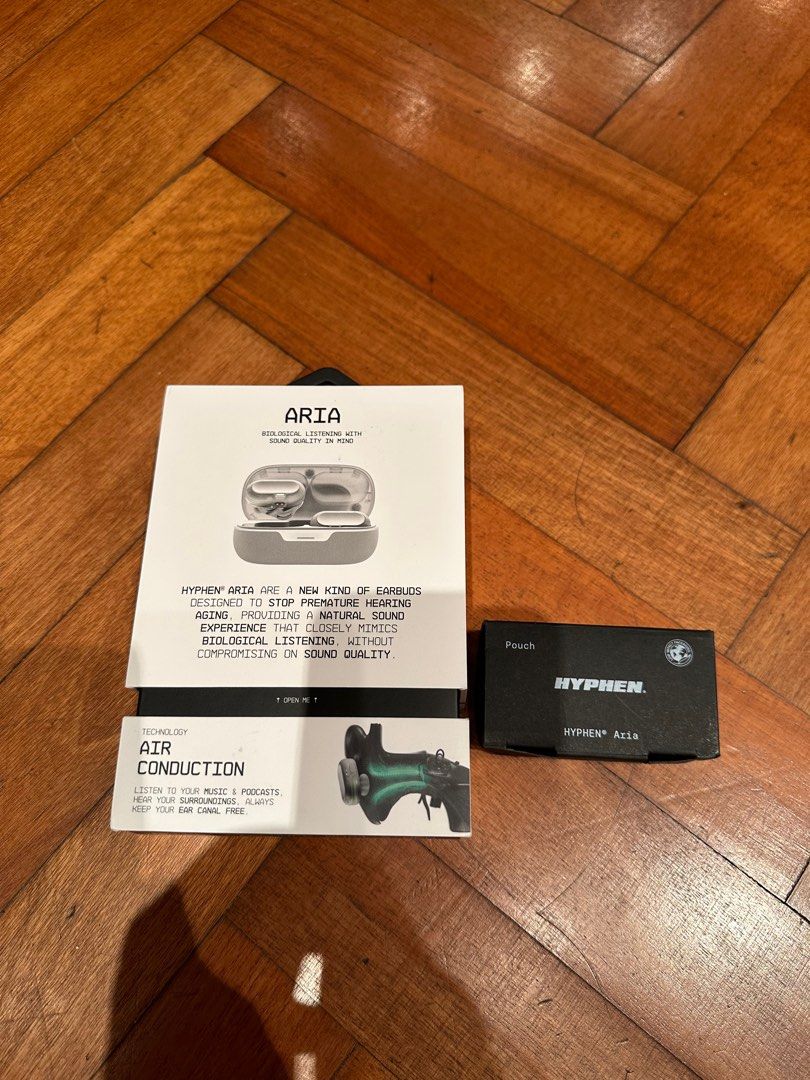 ARIA
BIOLOGICAL LISTENING WITH
SOUND QUALITY IN MIND
HYPHEN® ARIA ARE A NEW KIND OF EARBUDS
DESIGNED TO STOP PREMATURE HEARING
AGING, PROVIDING A NATURAL SOUND
EXPERIENCE THAT CLOSELY MIMICS
BIOLOGICAL LISTENING, WITHOUT
COMPROMISING ON SOUND QUALITY.
↑ OPEN ME ↑
TECHNOLOGY
AIR
CONDUCTION
LISTEN TO YOUR MUSIC & PODCASTS,
HEAR YOUR SURROUNDINGS, ALWAYS
KEEP YOUR EAR CANAL FREE.
Pouch
HYPHEN.
HYPHEN® Aria